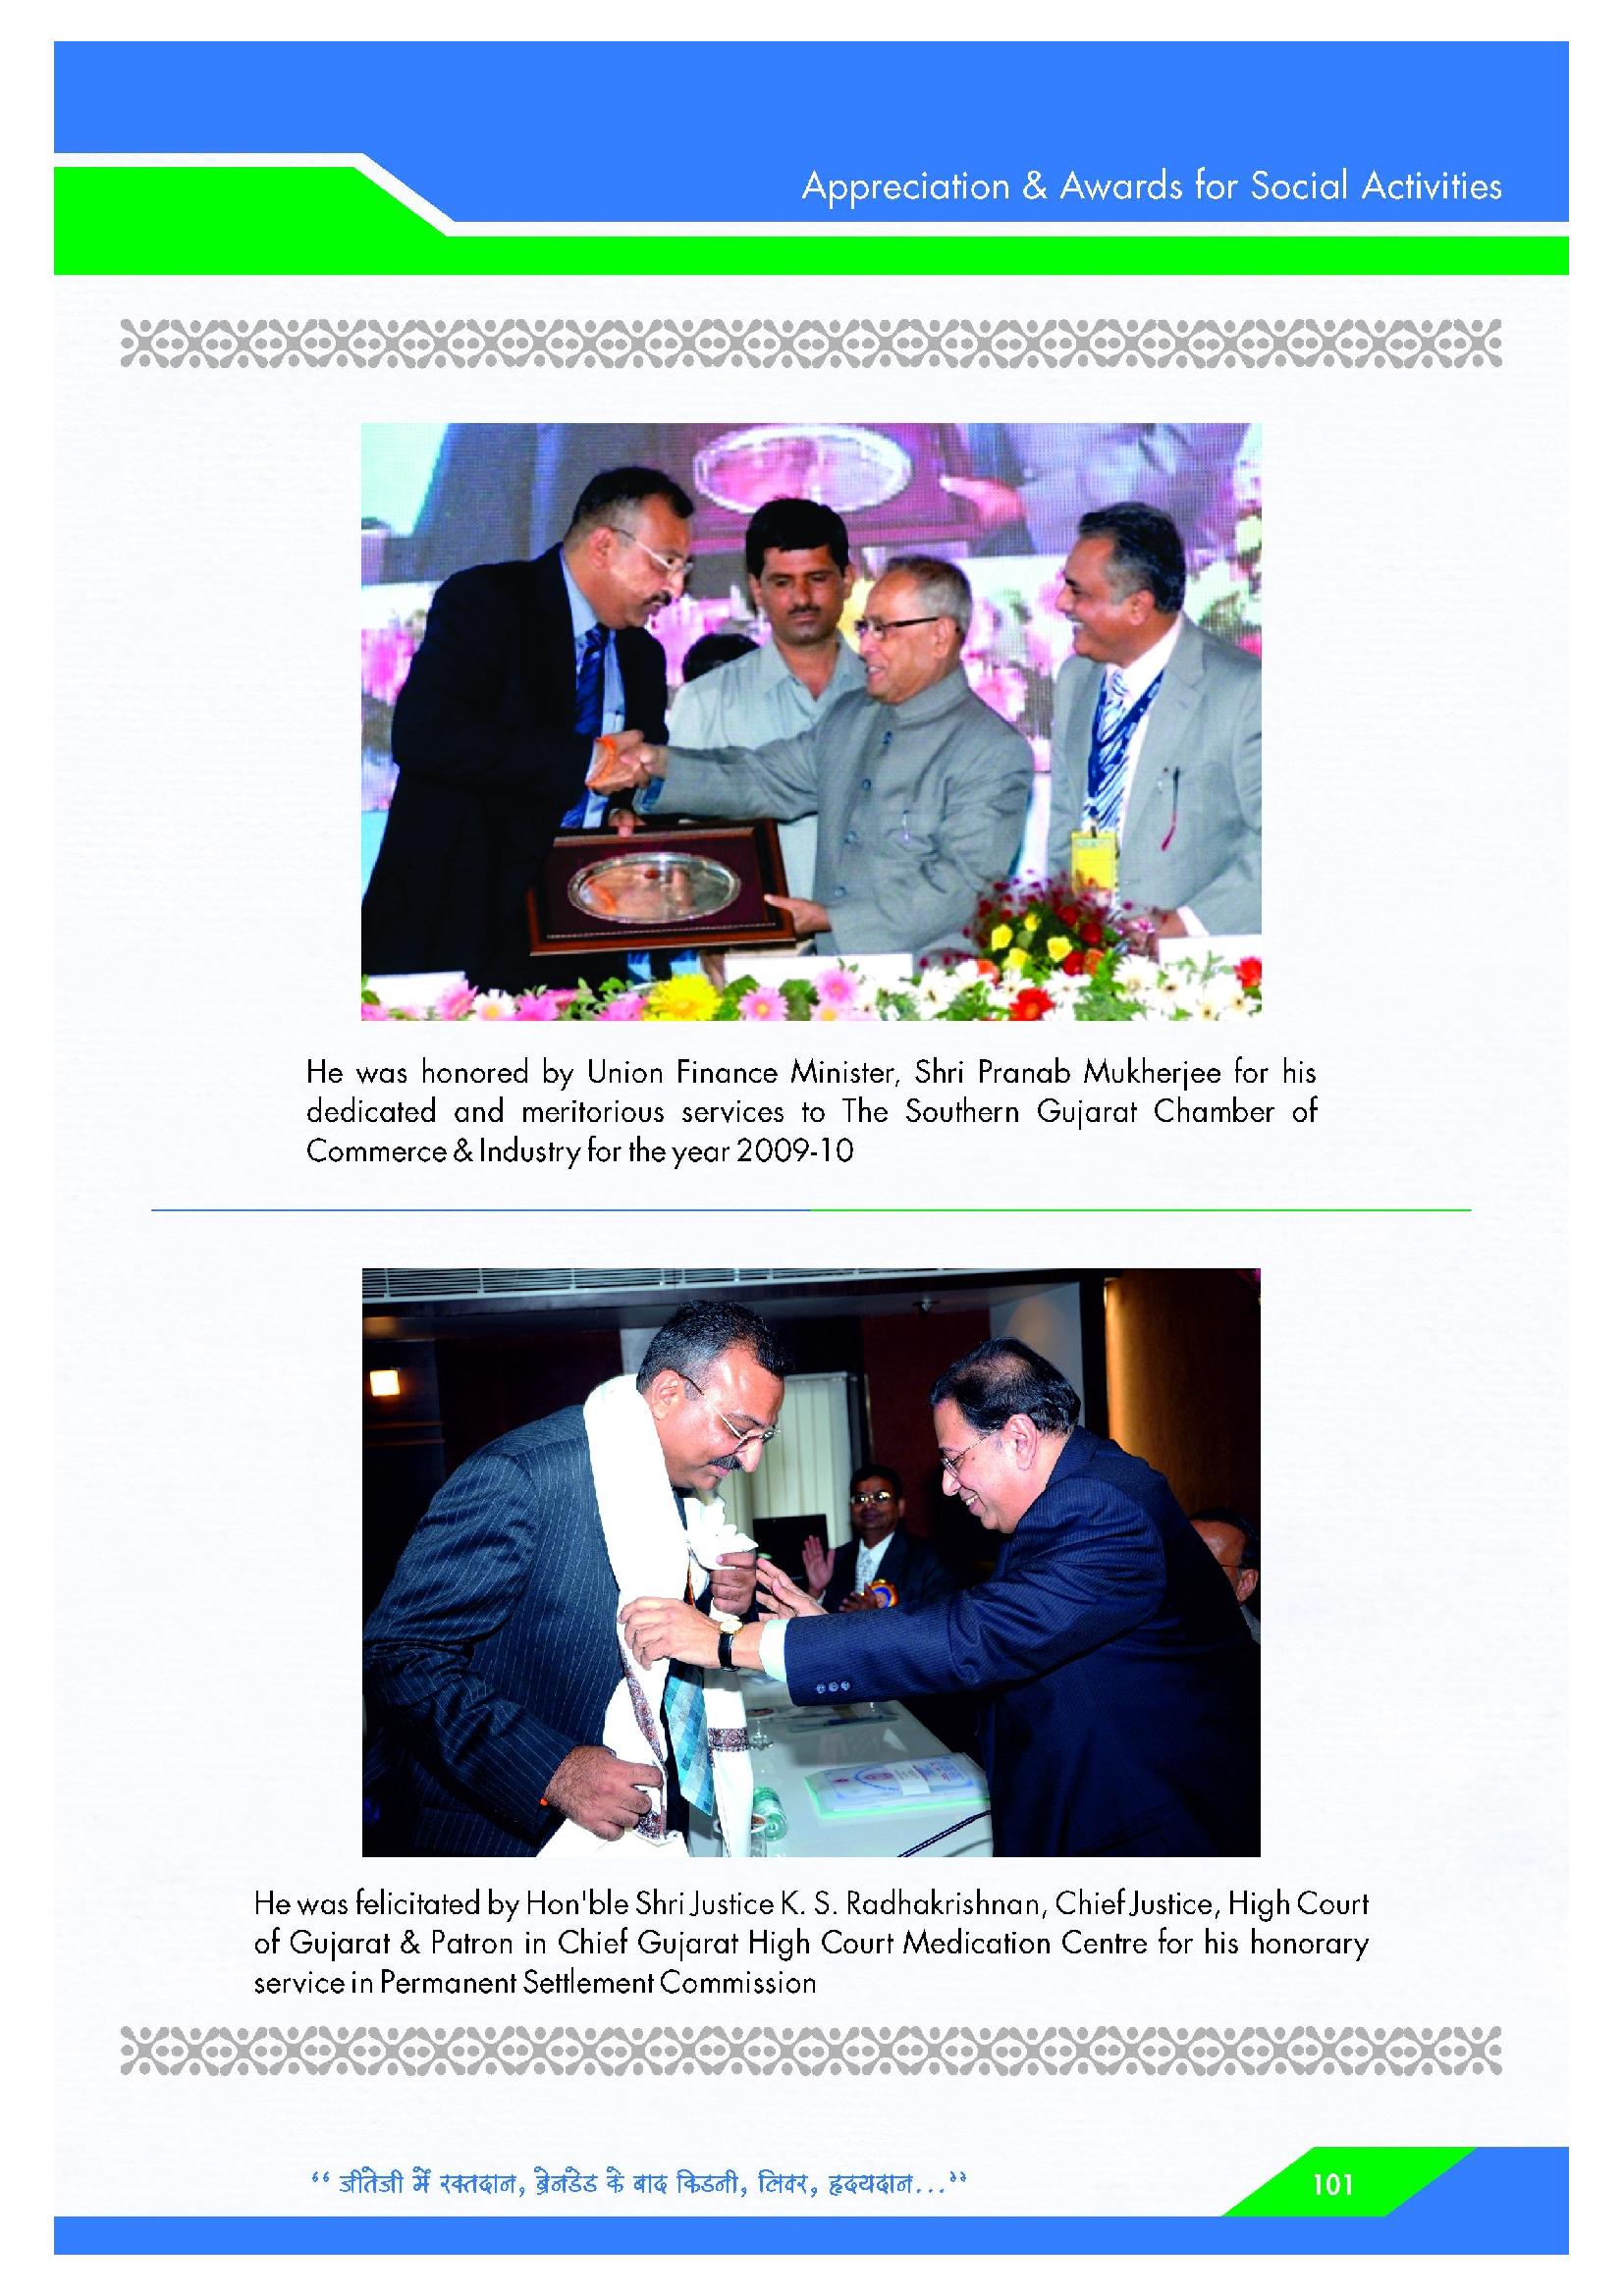 Appreciation & Awards for Social Activities
He was honored by Union Finance Minister, Shri Pranab Mukherjee for his
dedicated and meritorious services to The Southern Gujarat Chamber of
Commerce & Industry for the year 2009-10
He was felicitated by Hon'ble Shri Justice K. S. Radhakrishnan, Chief Justice, High Court
of Gujarat & Patron in Chief Gujarat High Court Medication Centre for his honorary
service in Permanent Settlement Commission
“ जीतेजी में रक्तदान, ब्रेनडेड के बाद किडनी, लिवर, हृदयदान...”
101